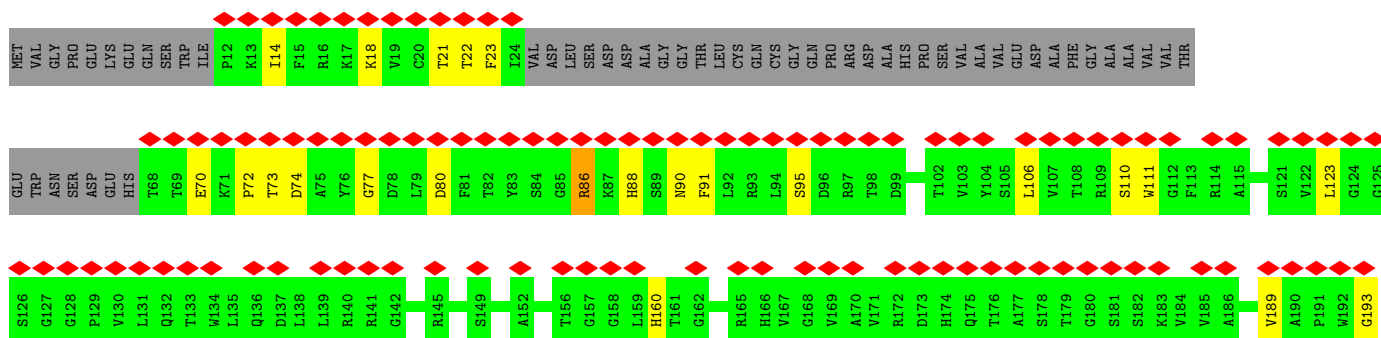 MET VAL GLY PRO GLU LYS GLU GLN SER TRP ILE P12 K13 I14 F15 R16 K17 K18 V19 C20 T21 T22 F23 I24 VAL ASP LEU SER ASP ASP ALA GLY GLY THR LEU CYS GLN CYS GLY GLN PRO ARG ASP ALA HIS PRO SER VAL ALA VAL GLU ASP ALA PHE GLY ALA ALA VAL VAL THR
GLU TRP ASN SER ASP GLU HIS T68 T69 E70 K71 P72 T73 D74 A75 Y76 G77 D78 L79 D80 F81 T82 Y83 S84 G85 R86 K87 H88 S89 N90 F91 L92 R93 L94 S95 D96 R97 T98 D99 T102 V103 Y104 S105 L106 V107 T108 R109 S110 W111 G112 F113 R114 A115 S121 V122 L123 G124 G125
S126 G127 G128 P129 V130 L131 Q132 T133 W134 L135 Q136 D137 L138 L139 R140 R141 G142 R145 S149 A152 T156 G157 G158 L159 H160 T161 G162 R165 H166 V167 G168 V169 A170 V171 R172 D173 H174 Q175 T176 A177 S178 T179 G180 S181 S182 K183 V184 V185 A186 V189 A190 P191 W192 G193